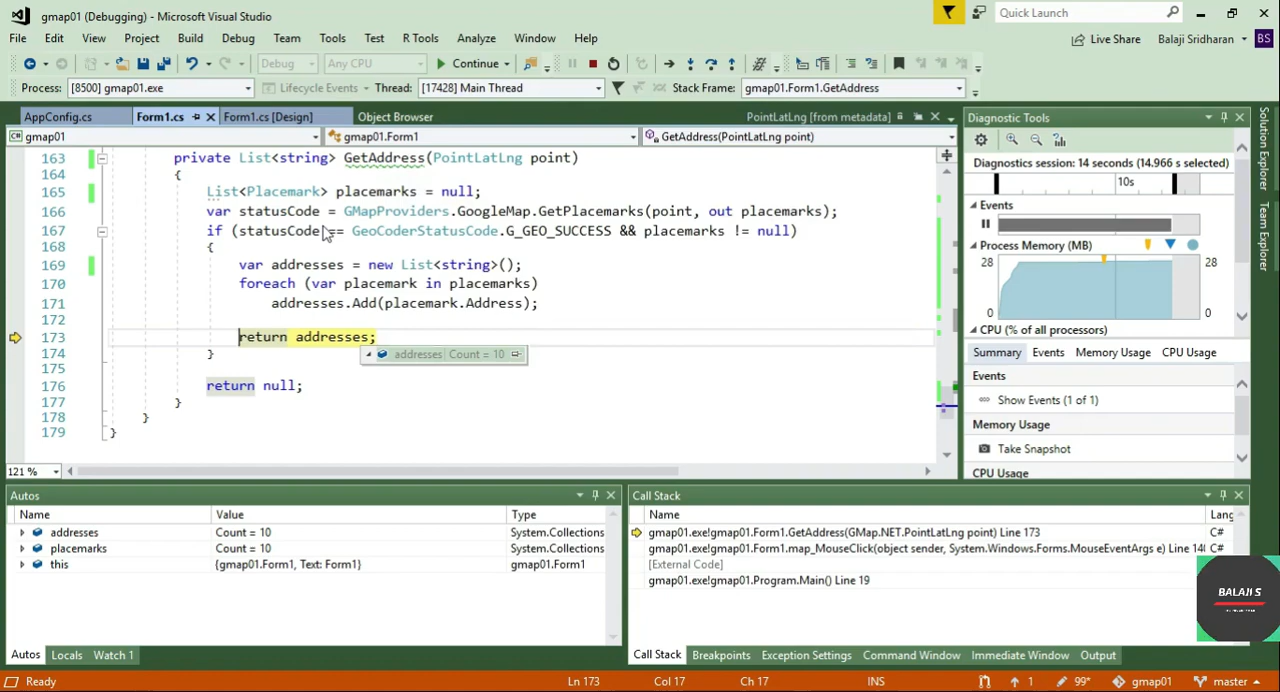 gmap01 (Debugging) - Microsoft Visual Studio
Quick Launch
File Edit View Project Build Debug Team Tools Test R Tools Analyze Window Help
Live Share Balaji Sridharan BS
Debug Any CPU Continue
Process: [8500] gmap01.exe Lifecycle Events Thread: [17428] Main Thread Stack Frame: gmap01.Form1.GetAddress
AppConfig.cs Form1.cs Form1.cs [Design] Object Browser PointLatLng [from metadata]
gmap01 gmap01.Form1 GetAddress(PointLatLng point)
163 private List<string> GetAddress(PointLatLng point)
164 {
165 List<Placemark> placemarks = null;
166 var statusCode = GMapProviders.GoogleMap.GetPlacemarks(point, out placemarks);
167 if (statusCode == GeoCoderStatusCode.G_GEO_SUCCESS && placemarks != null)
168 {
169 var addresses = new List<string>();
170 foreach (var placemark in placemarks)
171 addresses.Add(placemark.Address);
172
173 return addresses;
174 }
addresses Count = 10
175
176 return null;
177 }
178 }
179 }
121 %
Diagnostic Tools
Diagnostics session: 14 seconds (14.966 s selected)
10s
Events
Process Memory (MB)
28 28
0 0
CPU (% of all processors)
Summary Events Memory Usage CPU Usage
Events
Show Events (1 of 1)
Memory Usage
Take Snapshot
CPU Usage
Solution Explorer
Team Explorer
Autos
Name Value Type
addresses Count = 10 System.Collections
placemarks Count = 10 System.Collections
this {gmap01.Form1, Text: Form1} gmap01.Form1
Autos Locals Watch 1
Call Stack
Name Lang
gmap01.exe!gmap01.Form1.GetAddress(GMap.NET.PointLatLng point) Line 173 C#
gmap01.exe!gmap01.Form1.map_MouseClick(object sender, System.Windows.Forms.MouseEventArgs e) Line 140 C#
[External Code]
gmap01.exe!gmap01.Program.Main() Line 19
BALAJI S
Call Stack Breakpoints Exception Settings Command Window Immediate Window Output
Ready Ln 173 Col 17 Ch 17 INS 1 99* gmap01 master